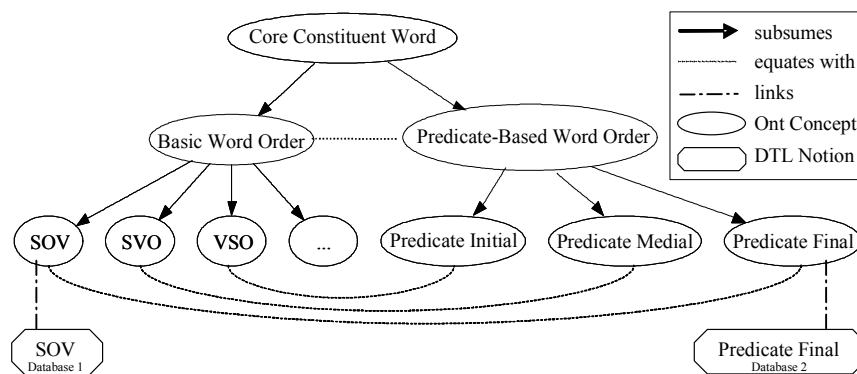 Core Constituent Word
subsumes
equates with
links
Ont Concept
DTL Notion
Basic Word Order
Predicate-Based Word Order
SOV
SVO
VSO
...
Predicate Initial
Predicate Medial
Predicate Final
SOV
Database 1
Predicate Final
Database 2